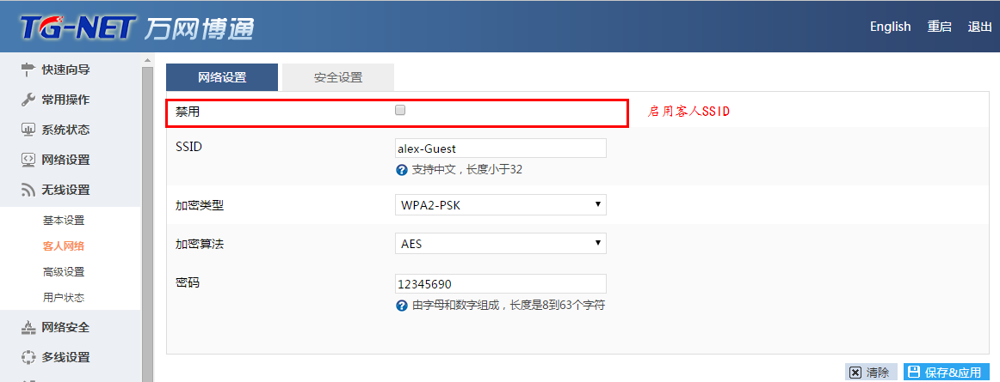 TG-NET 万网博通
English 重启 退出
快速向导
常用操作
系统状态
网络设置
无线设置
基本设置
客人网络
高级设置
用户状态
网络安全
多线设置
网络设置 安全设置
禁用 启用客人SSID
SSID alex-Guest
支持中文，长度小于32
加密类型 WPA2-PSK
加密算法 AES
密码 12345690
由字母和数字组成，长度是8到63个字符
清除 保存&应用